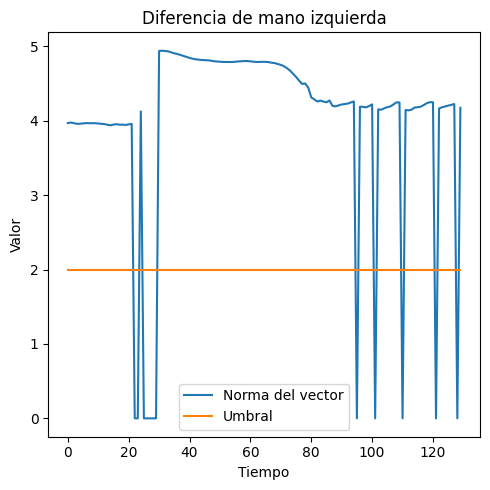 Diferencia de mano izquierda
Valor
5
4
3
2
1
0
Norma del vector
Umbral
0 20 40 60 80 100 120
Tiempo